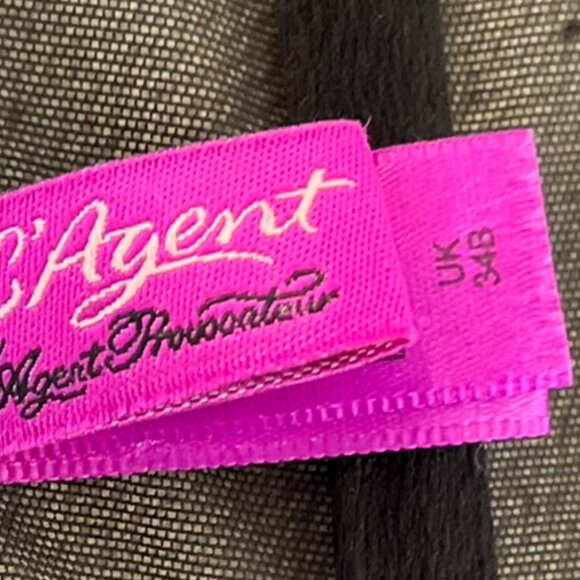 L'Agent
Agent Provocateur
UK
34B